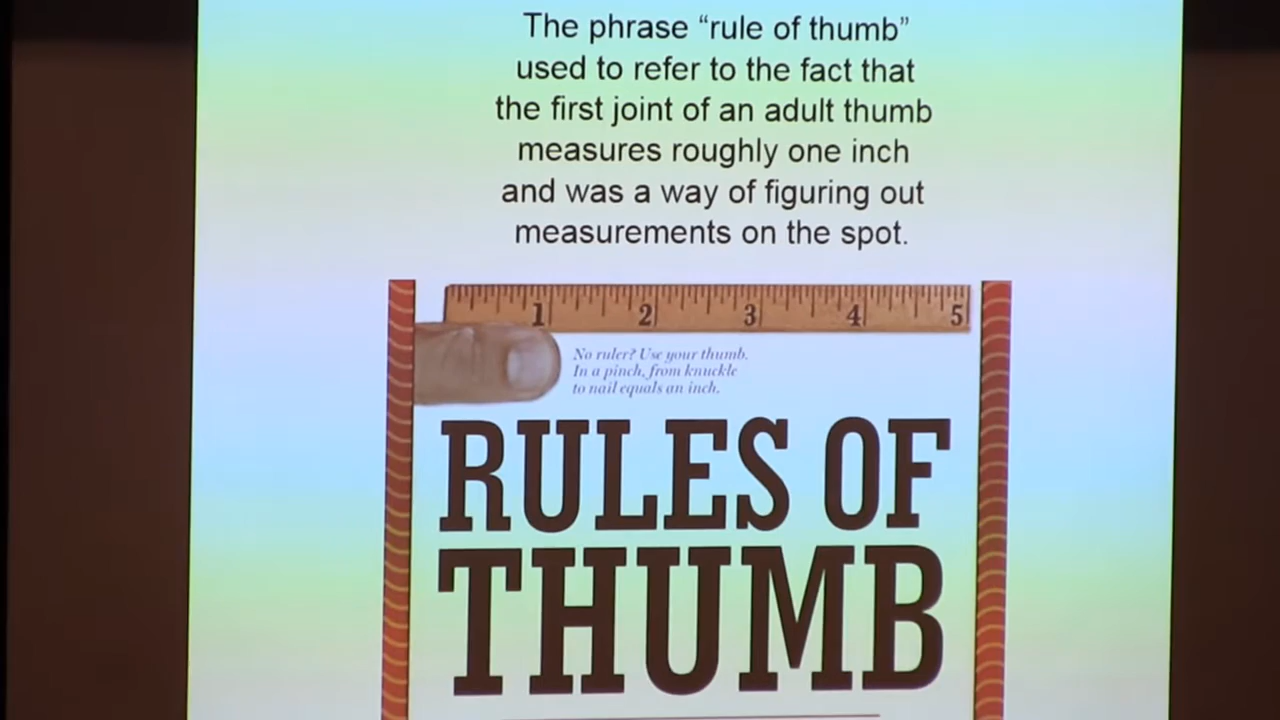 The phrase “rule of thumb”
used to refer to the fact that
the first joint of an adult thumb
measures roughly one inch
and was a way of figuring out
measurements on the spot.
1 2 3 4 5
No ruler? Use your thumb.
In a pinch, from knuckle
to nail equals an inch.
RULES OF
THUMB